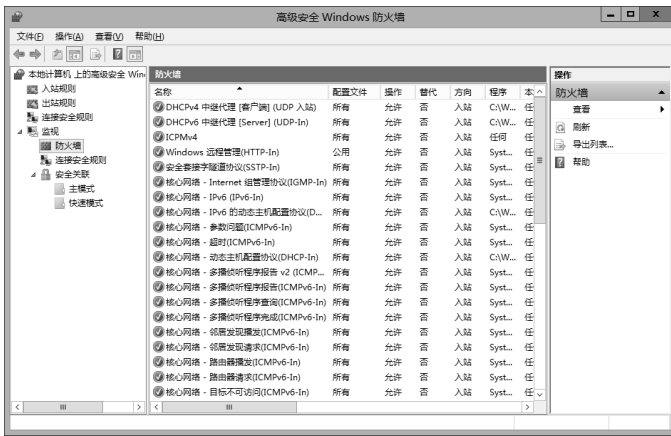 高级安全 Windows 防火墙
文件(F) 操作(A) 查看(V) 帮助(H)
本地计算机 上的高级安全 Win
入站规则
出站规则
连接安全规则
监视
防火墙
连接安全规则
安全关联
主模式
快速模式
防火墙
名称 配置文件 操作 替代 方向 程序 本
DHCPv4 中继代理 [客户端] (UDP 入站) 所有 允许 否 入站 C:\W... 任
DHCPv6 中继代理 [Server] (UDP-In) 所有 允许 否 入站 C:\W... 任
ICPMv4 所有 允许 否 入站 任何 任
Windows 远程管理(HTTP-In) 公用 允许 否 入站 Syst... 任
安全套接字隧道协议(SSTP-In) 所有 允许 否 入站 Syst... 任
核心网络 - Internet 组管理协议(IGMP-In) 所有 允许 否 入站 Syst... 任
核心网络 - IPv6 (IPv6-In) 所有 允许 否 入站 Syst... 任
核心网络 - IPv6 的动态主机配置协议(D... 所有 允许 否 入站 C:\W... 任
核心网络 - 参数问题(ICMPv6-In) 所有 允许 否 入站 Syst... 任
核心网络 - 超时(ICMPv6-In) 所有 允许 否 入站 Syst... 任
核心网络 - 动态主机配置协议(DHCP-In) 所有 允许 否 入站 C:\W... 任
核心网络 - 多播侦听程序报告 v2 (ICMP... 所有 允许 否 入站 Syst... 任
核心网络 - 多播侦听程序报告(ICMPv6-In) 所有 允许 否 入站 Syst... 任
核心网络 - 多播侦听程序查询(ICMPv6-In) 所有 允许 否 入站 Syst... 任
核心网络 - 多播侦听程序完成(ICMPv6-In) 所有 允许 否 入站 Syst... 任
核心网络 - 邻居发现播发(ICMPv6-In) 所有 允许 否 入站 Syst... 任
核心网络 - 邻居发现请求(ICMPv6-In) 所有 允许 否 入站 Syst... 任
核心网络 - 路由器播发(ICMPv6-In) 所有 允许 否 入站 Syst... 任
核心网络 - 路由器请求(ICMPv6-In) 所有 允许 否 入站 Syst... 任
核心网络 - 目标不可访问(ICMPv6-In) 所有 允许 否 入站 Syst... 任
操作
防火墙
查看
刷新
导出列表...
帮助